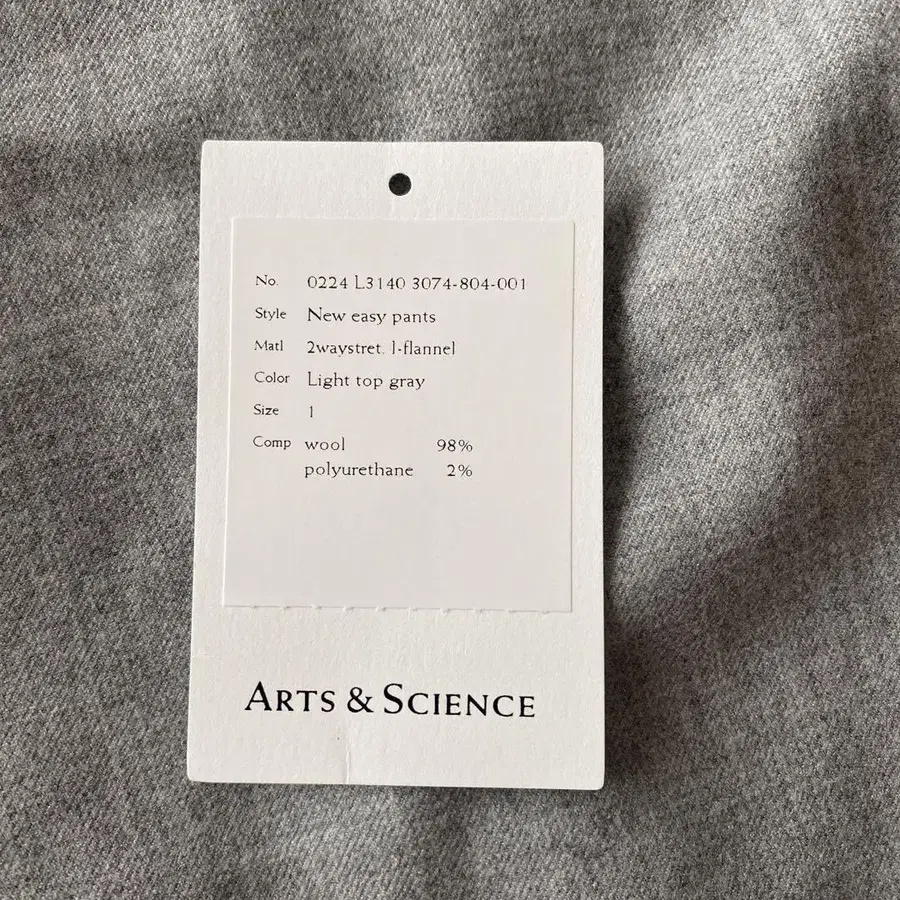 No. 0224 L3140 3074-804-001
Style New easy pants
Matl 2waystret. l-flannel
Color Light top gray
Size 1
Comp wool 98%
polyurethane 2%
ARTS & SCIENCE